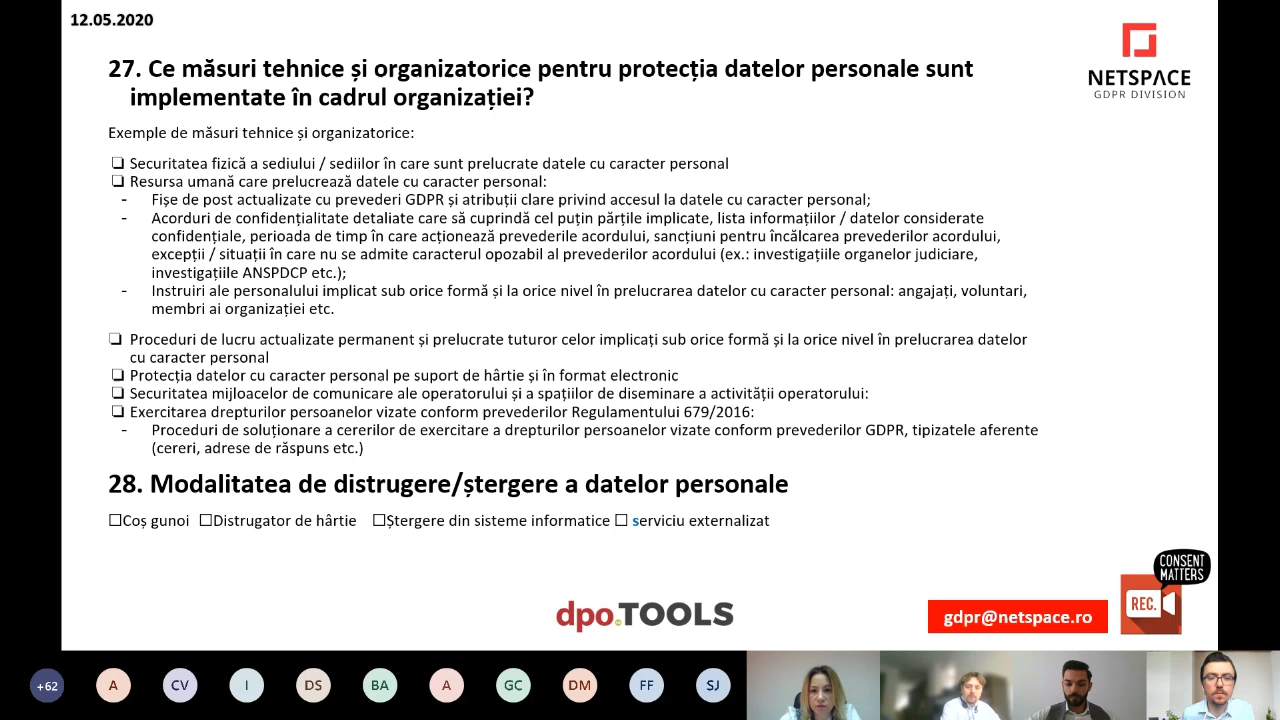 12.05.2020
27. Ce măsuri tehnice și organizatorice pentru protecția datelor personale sunt
implementate în cadrul organizației?
NETSPACE
GDPR DIVISION
Exemple de măsuri tehnice și organizatorice:
❑ Securitatea fizică a sediului / sediilor în care sunt prelucrate datele cu caracter personal
❑ Resursa umană care prelucrează datele cu caracter personal:
- Fișe de post actualizate cu prevederi GDPR și atribuții clare privind accesul la datele cu caracter personal;
- Acorduri de confidențialitate detaliate care să cuprindă cel puțin părțile implicate, lista informațiilor / datelor considerate
confidențiale, perioada de timp în care acționează prevederile acordului, sancțiuni pentru încălcarea prevederilor acordului,
excepții / situații în care nu se admite caracterul opozabil al prevederilor acordului (ex.: investigațiile organelor judiciare,
investigațiile ANSPDCP etc.);
- Instruiri ale personalului implicat sub orice formă și la orice nivel în prelucrarea datelor cu caracter personal: angajați, voluntari,
membri ai organizației etc.
❑ Proceduri de lucru actualizate permanent și prelucrate tuturor celor implicați sub orice formă și la orice nivel în prelucrarea datelor
cu caracter personal
❑ Protecția datelor cu caracter personal pe suport de hârtie și în format electronic
❑ Securitatea mijloacelor de comunicare ale operatorului și a spațiilor de diseminare a activității operatorului:
❑ Exercitarea drepturilor persoanelor vizate conform prevederilor Regulamentului 679/2016:
- Proceduri de soluționare a cererilor de exercitare a drepturilor persoanelor vizate conform prevederilor GDPR, tipizatele aferente
(cereri, adrese de răspuns etc.)
28. Modalitatea de distrugere/ștergere a datelor personale
☐Coș gunoi ☐Distrugator de hârtie ☐Ștergere din sisteme informatice ☐ serviciu externalizat
CONSENT
MATTERS
REC.
dpo.TOOLS
gdpr@netspace.ro
+62 A CV I DS BA A GC DM FF SJ